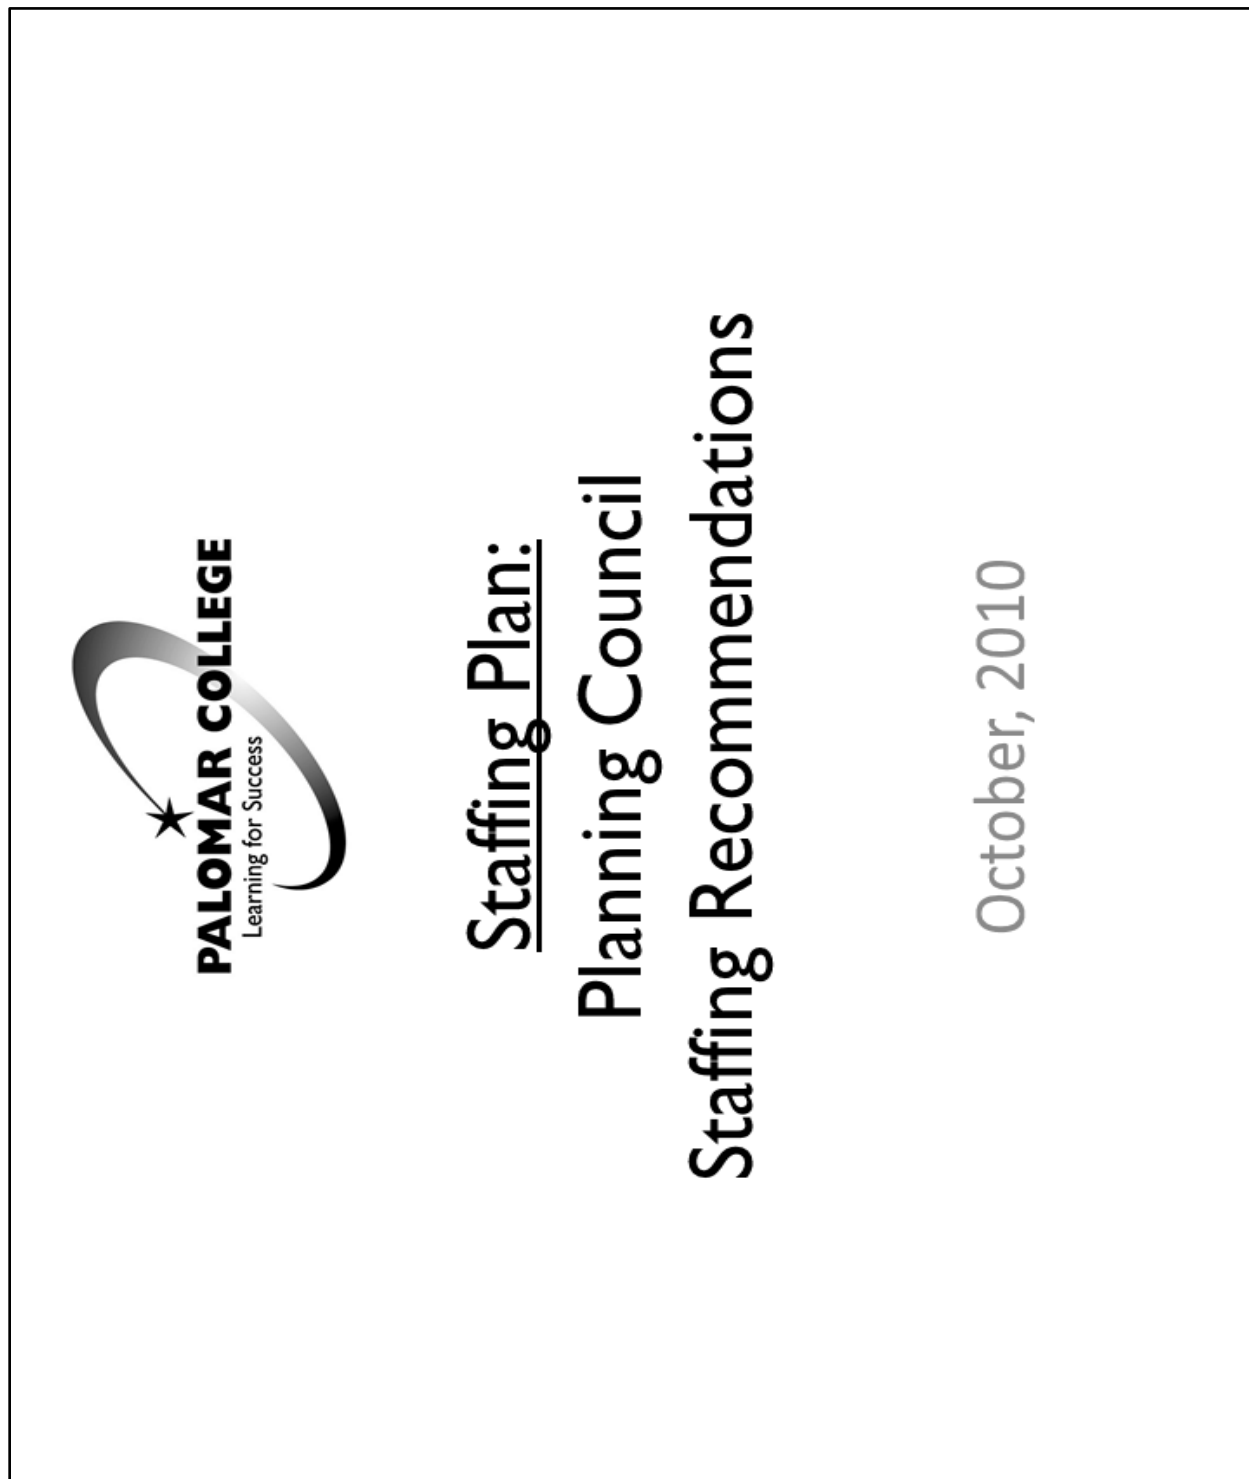 PALOMAR COLLEGE
Learning for Success
Staffing Plan:
Planning Council
Staffing Recommendations
October, 2010